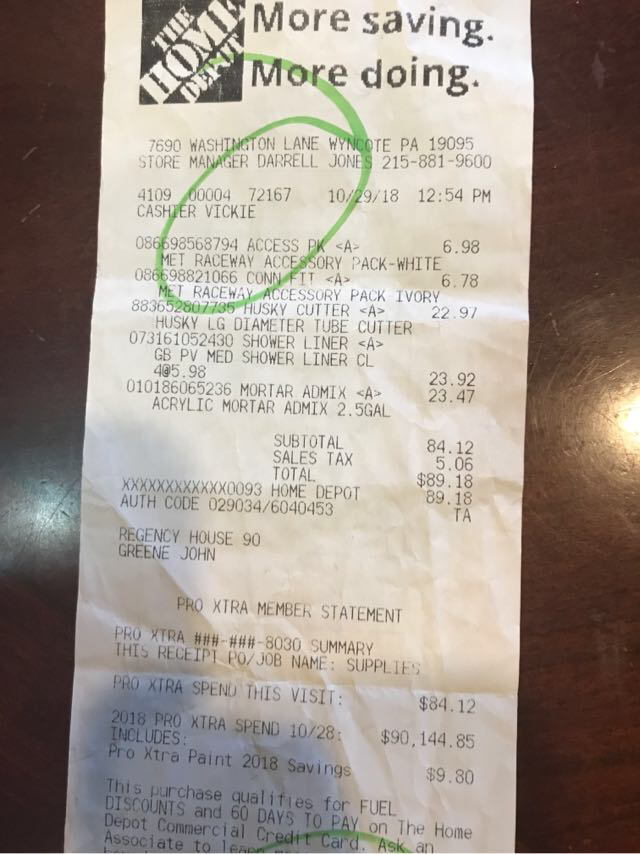 THE HOME DEPOT
More saving.
More doing.
7690 WASHINGTON LANE WYNCOTE PA 19095
STORE MANAGER DARRELL JONES 215-881-9600
4109 00004 72167 10/29/18 12:54 PM
CASHIER VICKIE
086698568794 ACCESS PK <A> 6.98
MET RACEWAY ACCESSORY PACK-WHITE
086698821066 CONN FIT <A> 6.78
MET RACEWAY ACCESSORY PACK IVORY
883652807735 HUSKY CUTTER <A> 22.97
HUSKY LG DIAMETER TUBE CUTTER
073161052430 SHOWER LINER <A>
GB PV MED SHOWER LINER CL
4@5.98 23.92
010186065236 MORTAR ADMIX <A> 23.47
ACRYLIC MORTAR ADMIX 2.5GAL
SUBTOTAL 84.12
SALES TAX 5.06
TOTAL $89.18
XXXXXXXXXXXX0093 HOME DEPOT 89.18
AUTH CODE 029034/6040453 TA
REGENCY HOUSE 90
GREENE JOHN
PRO XTRA MEMBER STATEMENT
PRO XTRA ###-###-8030 SUMMARY
THIS RECEIPT PO/JOB NAME: SUPPLIES
PRO XTRA SPEND THIS VISIT: $84.12
2018 PRO XTRA SPEND 10/28: $90,144.85
INCLUDES:
Pro Xtra Paint 2018 Savings $9.80
This purchase qualifies for FUEL
DISCOUNTS and 60 DAYS TO PAY on The Home
Depot Commercial Credit Card. Ask an
Associate to learn